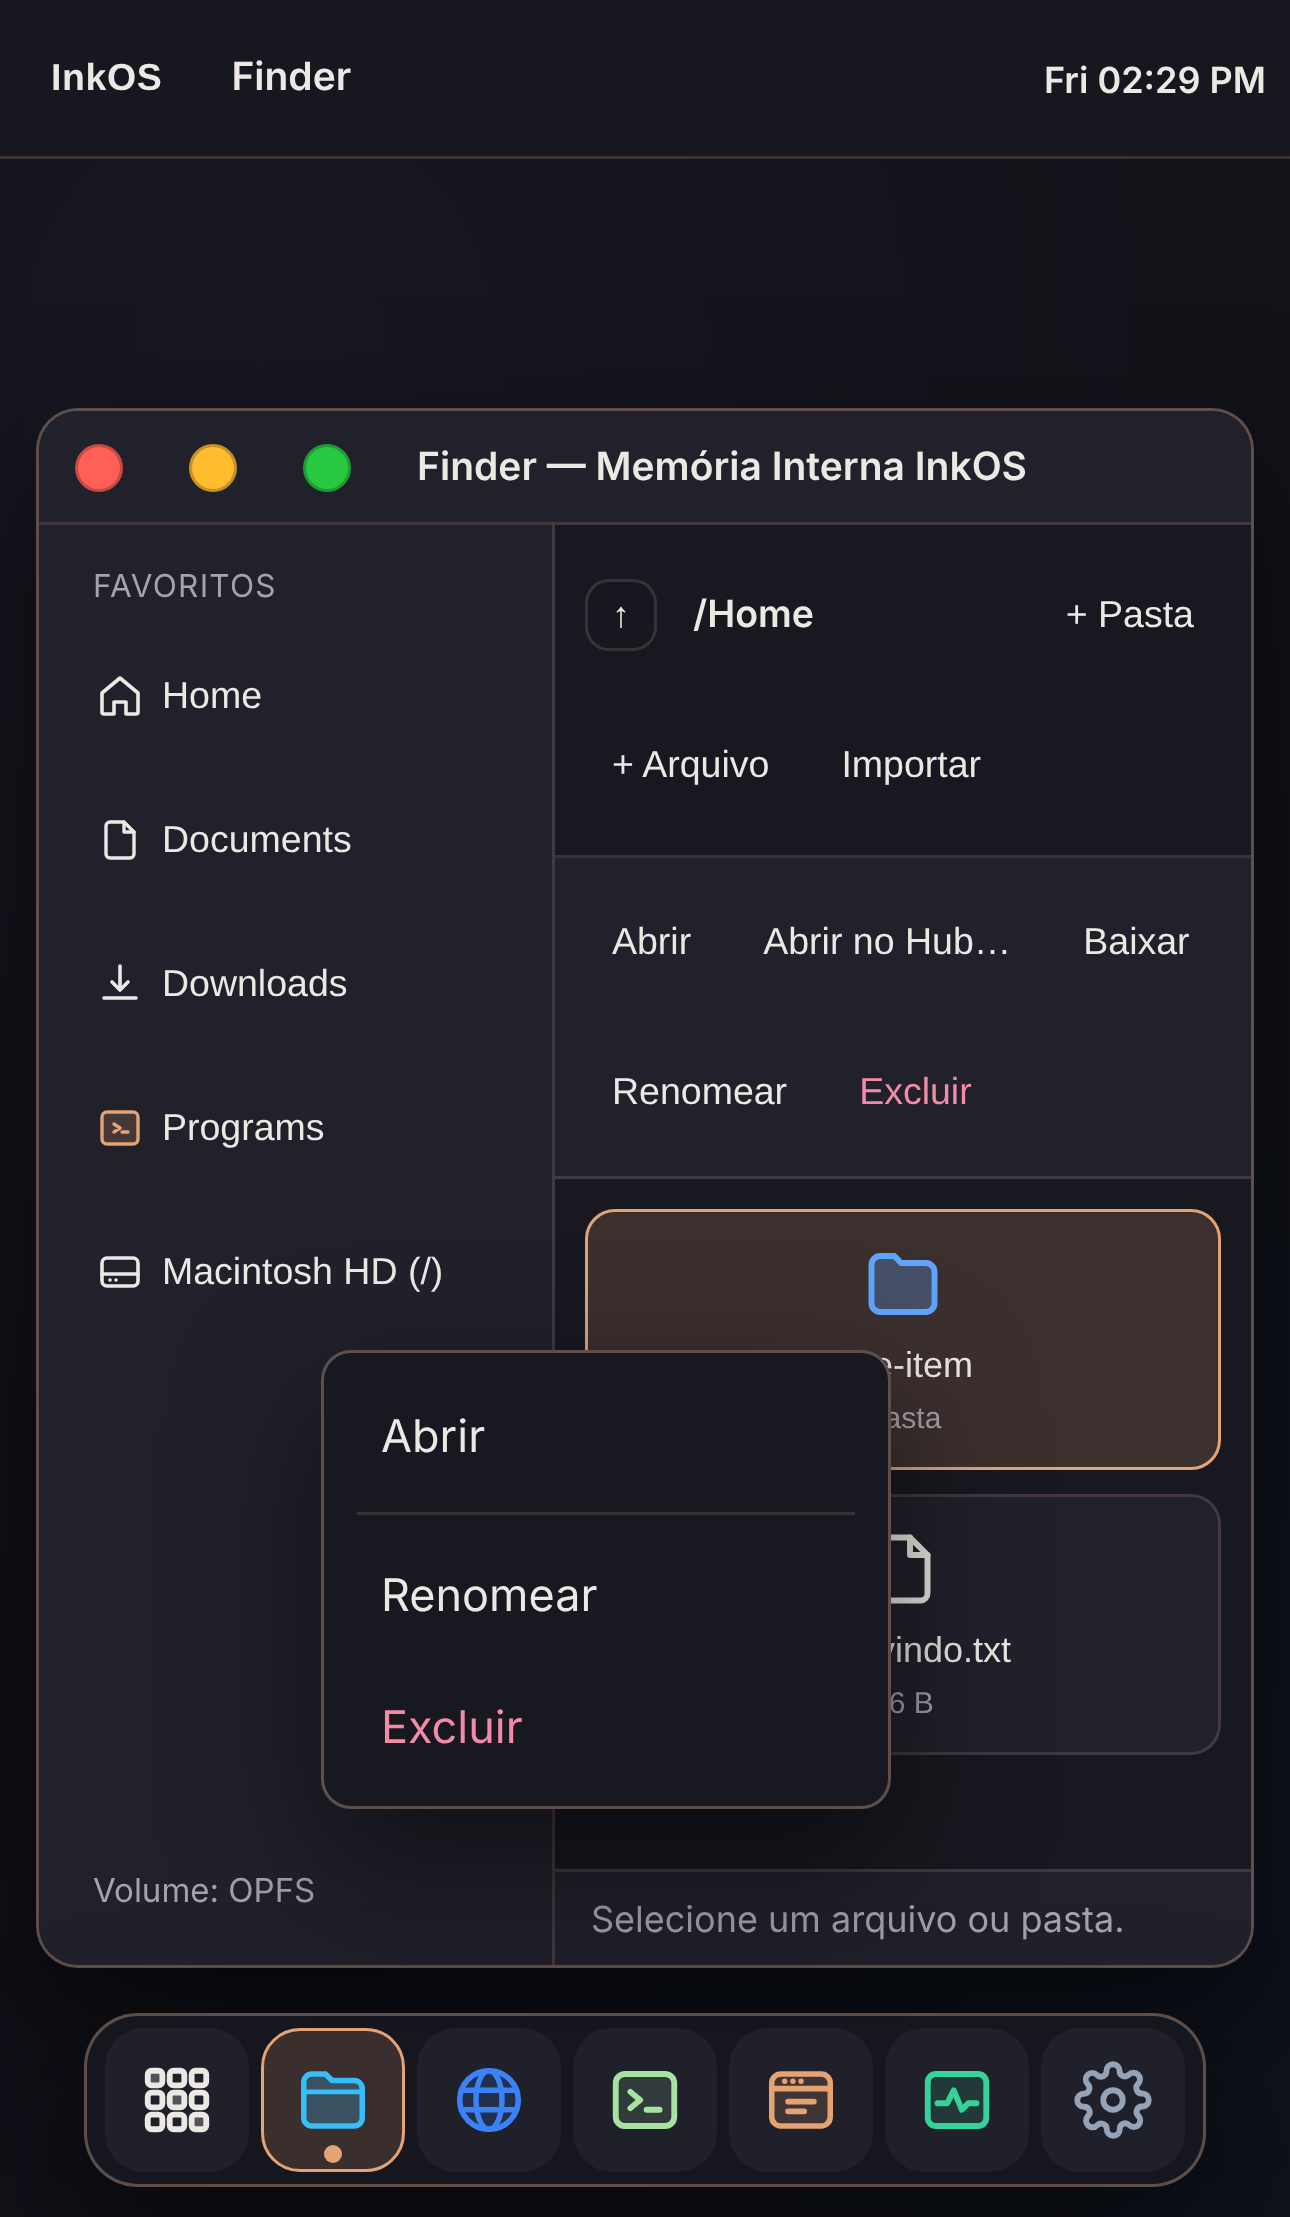 InkOS Finder Fri 02:29 PM
Finder — Memória Interna InkOS
FAVORITOS
Home
Documents
Downloads
Programs
Macintosh HD (/)
Volume: OPFS
↑ /Home + Pasta
+ Arquivo Importar
Abrir Abrir no Hub… Baixar
Renomear Excluir
e-item
asta
vindo.txt
6 B
Abrir
Renomear
Excluir
Selecione um arquivo ou pasta.